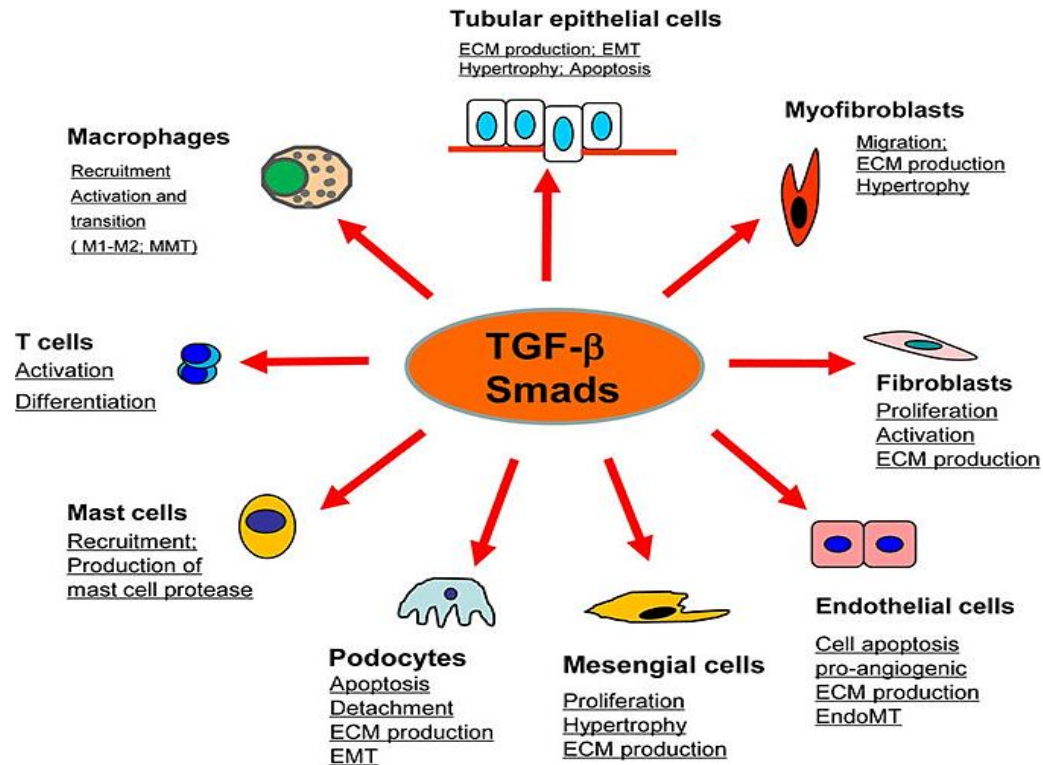 Tubular epithelial cells
ECM production; EMT
Hypertrophy; Apoptosis
Macrophages
Recruitment
Activation and
transition
( M1-M2; MMT)
Myofibroblasts
Migration;
ECM production
Hypertrophy
T cells
Activation
Differentiation
TGF-β
Smads
Fibroblasts
Proliferation
Activation
ECM production
Mast cells
Recruitment;
Production of
mast cell protease
Podocytes
Apoptosis
Detachment
ECM production
EMT
Mesengial cells
Proliferation
Hypertrophy
ECM production
Endothelial cells
Cell apoptosis
pro-angiogenic
ECM production
EndoMT